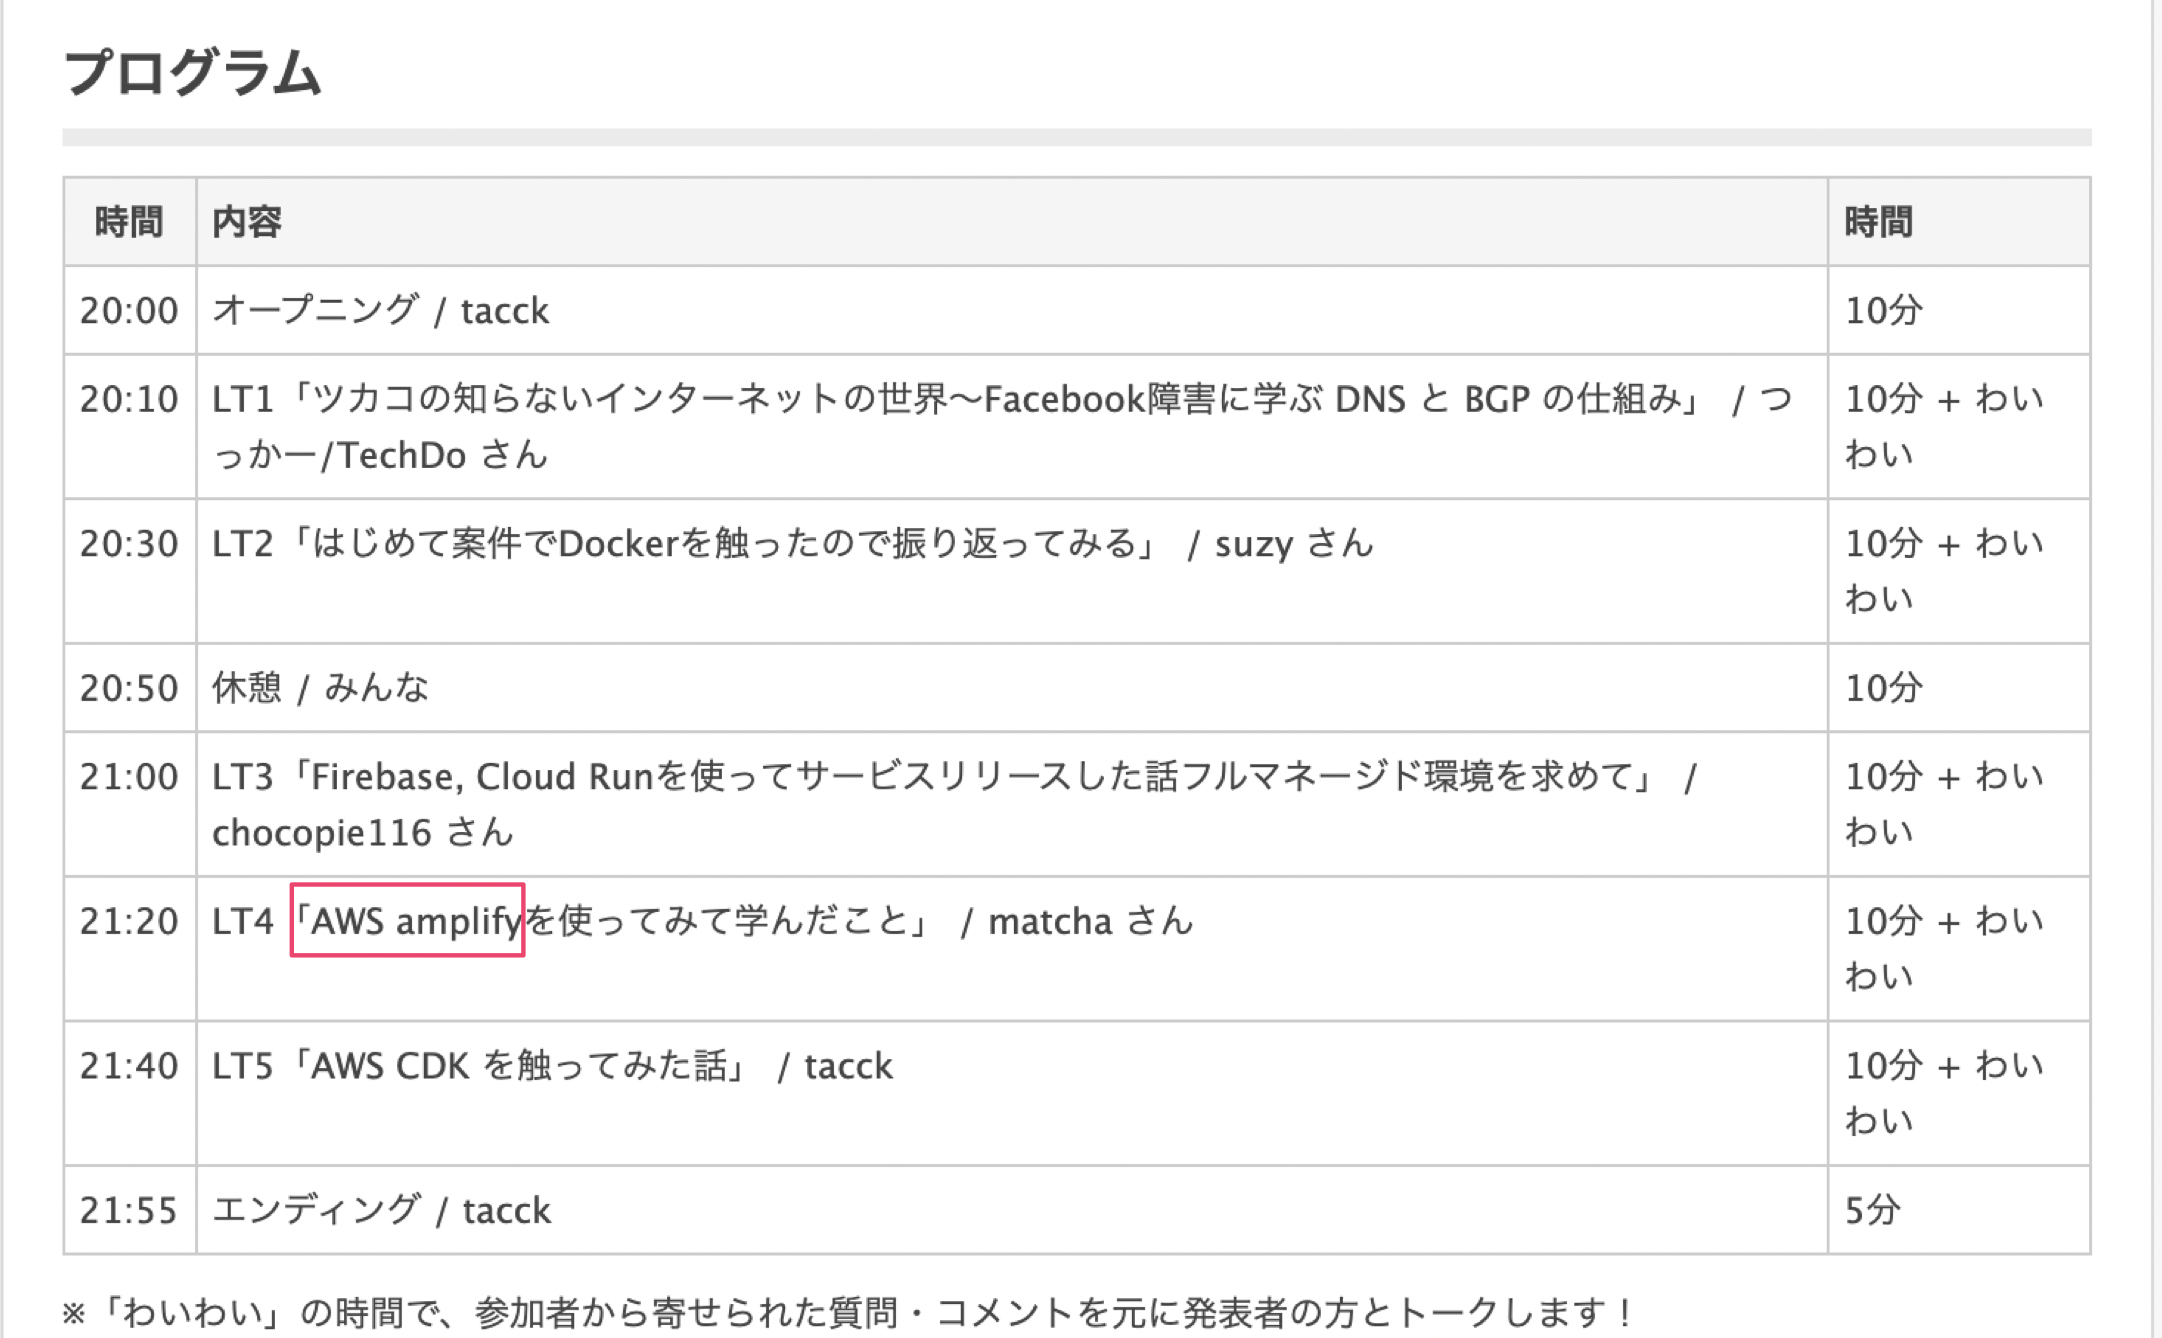 プログラム
時間 内容 時間
20:00 オープニング / tacck 10分
20:10 LT1「ツカコの知らないインターネットの世界〜Facebook障害に学ぶ DNS と BGP の仕組み」 / つ 10分 + わい
っかー/TechDo さん わい
20:30 LT2「はじめて案件でDockerを触ったので振り返ってみる」 / suzy さん 10分 + わい
わい
20:50 休憩 / みんな 10分
21:00 LT3「Firebase, Cloud Runを使ってサービスリリースした話フルマネージド環境を求めて」 / 10分 + わい
chocopie116 さん わい
21:20 LT4「AWS amplifyを使ってみて学んだこと」 / matcha さん 10分 + わい
わい
21:40 LT5「AWS CDK を触ってみた話」 / tacck 10分 + わい
わい
21:55 エンディング / tacck 5分
※「わいわい」の時間で、参加者から寄せられた質問・コメントを元に発表者の方とトークします！